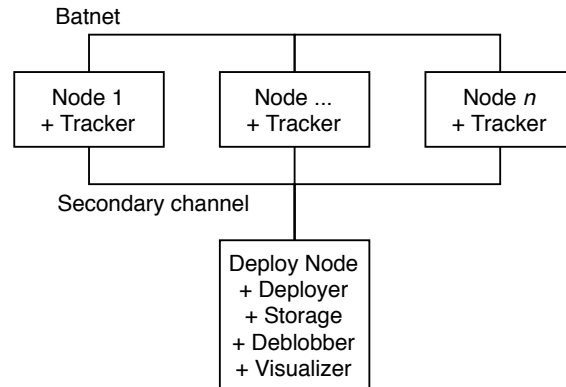 Batnet
Node 1
+ Tracker
Node ...
+ Tracker
Node n
+ Tracker
Secondary channel
Deploy Node
+ Deployer
+ Storage
+ Deblobber
+ Visualizer